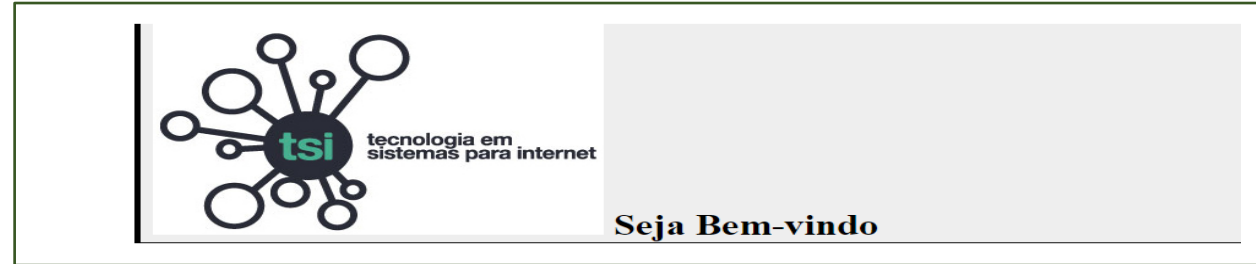 tsi
tecnologia em
sistemas para internet
Seja Bem-vindo